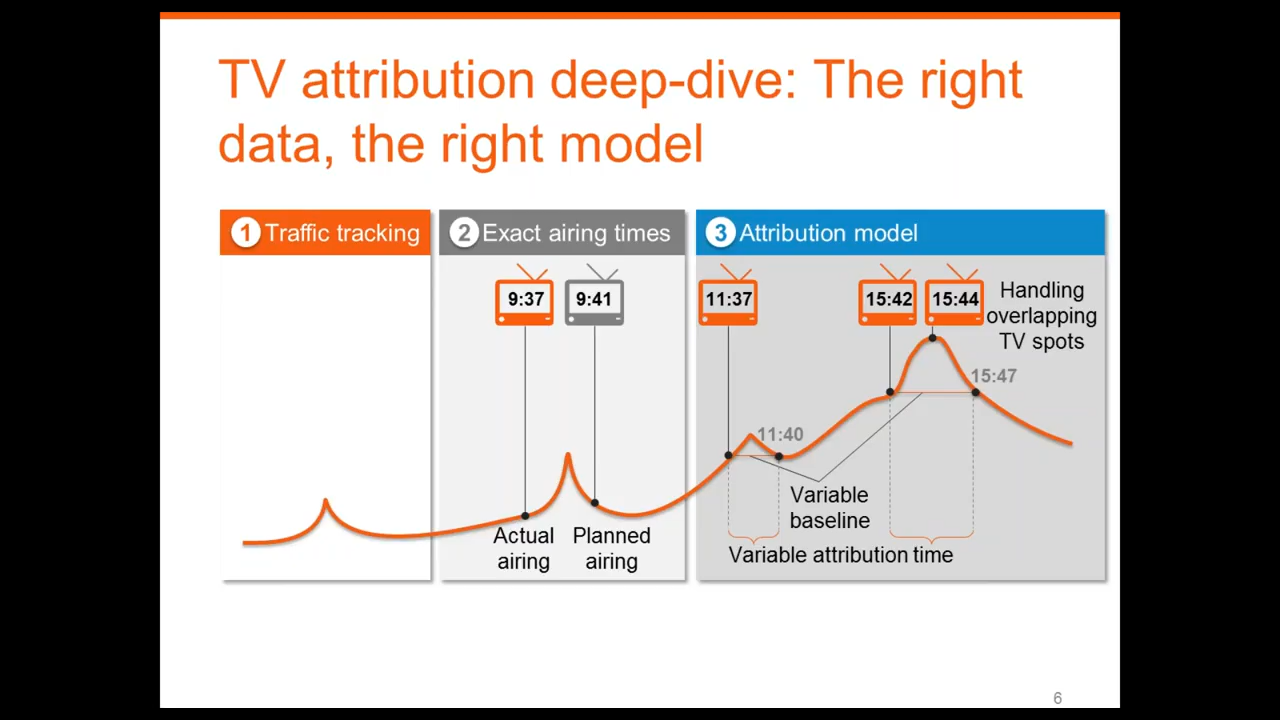 TV attribution deep-dive: The right
data, the right model
1 Traffic tracking
2 Exact airing times
9:37
9:41
Actual
airing
Planned
airing
3 Attribution model
11:37
15:42
15:44
Handling
overlapping
TV spots
15:47
11:40
Variable
baseline
Variable attribution time
6